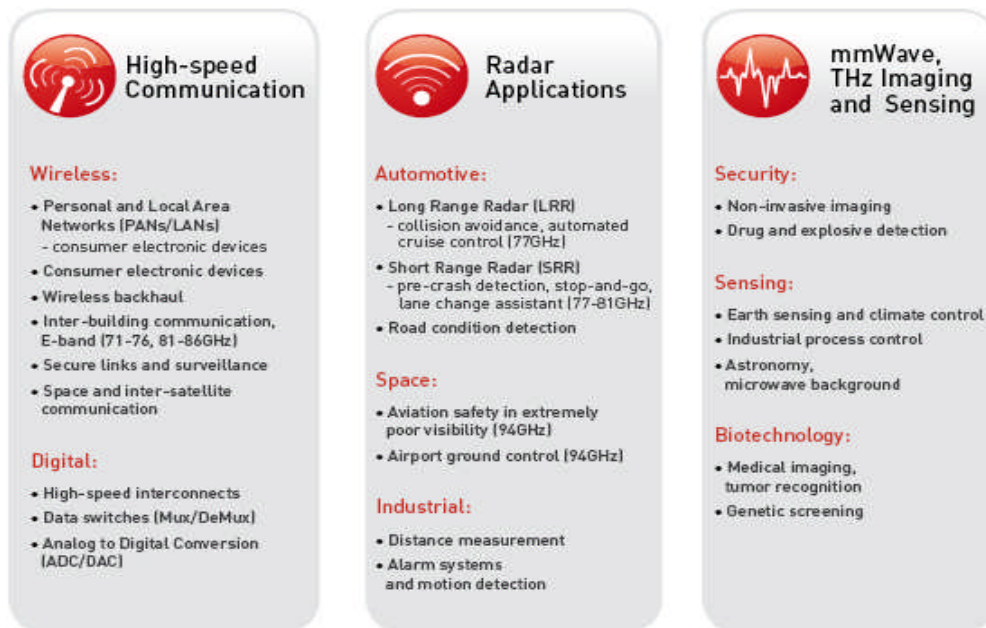 High-speed
Communication
Wireless:
• Personal and Local Area
Networks (PANs/LANs)
- consumer electronic devices
• Consumer electronic devices
• Wireless backhaul
• Inter-building communication,
E-band (71-76, 81-86GHz)
• Secure links and surveillance
• Space and inter-satellite
communication
Digital:
• High-speed interconnects
• Data switches (Mux/DeMux)
• Analog to Digital Conversion
(ADC/DAC)
Radar
Applications
Automotive:
• Long Range Radar (LRR)
- collision avoidance, automated
cruise control (77GHz)
• Short Range Radar (SRR)
- pre-crash detection, stop-and-go,
lane change assistant (77-81GHz)
• Road condition detection
Space:
• Aviation safety in extremely
poor visibility (94GHz)
• Airport ground control (94GHz)
Industrial:
• Distance measurement
• Alarm systems
and motion detection
mmWave,
THz Imaging
and Sensing
Security:
• Non-invasive imaging
• Drug and explosive detection
Sensing:
• Earth sensing and climate control
• Industrial process control
• Astronomy,
microwave background
Biotechnology:
• Medical imaging,
tumor recognition
• Genetic screening